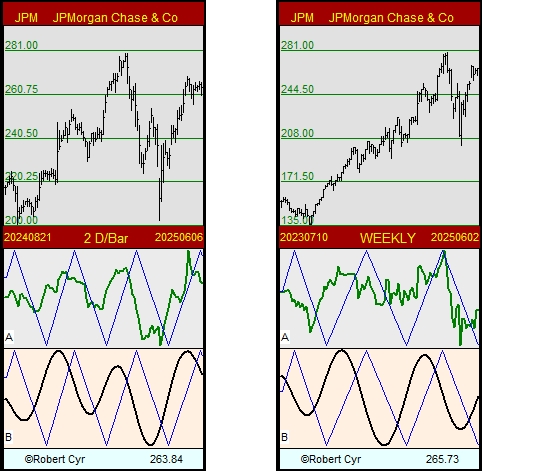 JPM JPMorgan Chase & Co
281.00
260.75
240.50
220.25
200.00
20240821 2 D/Bar 20250606
A
B
©Robert Cyr 263.84
JPM JPMorgan Chase & Co
281.00
244.50
208.00
171.50
135.00
20230710 WEEKLY 20250602
A
B
©Robert Cyr 265.73